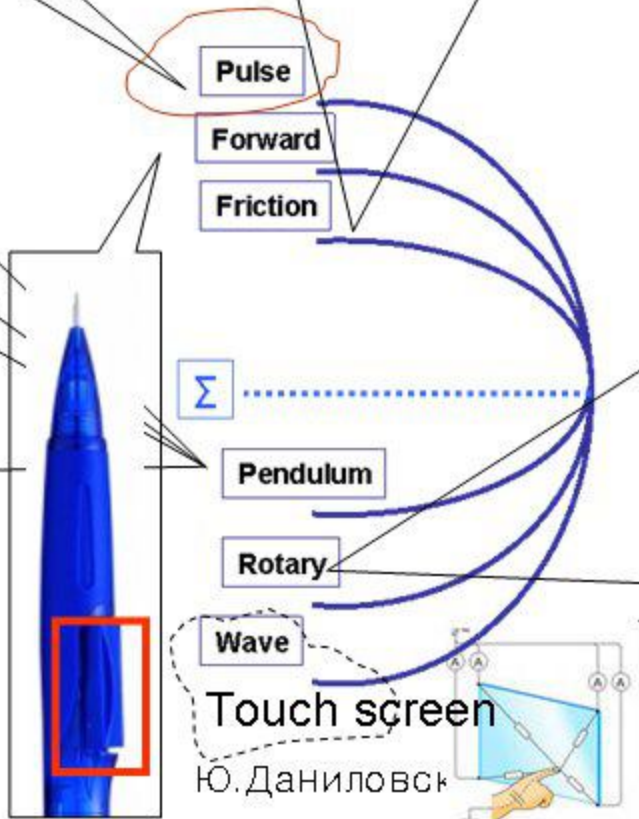 Pulse
Forward
Friction
Σ
Pendulum
Rotary
Wave
Touch screen
Ю.Даниловск
A A A A